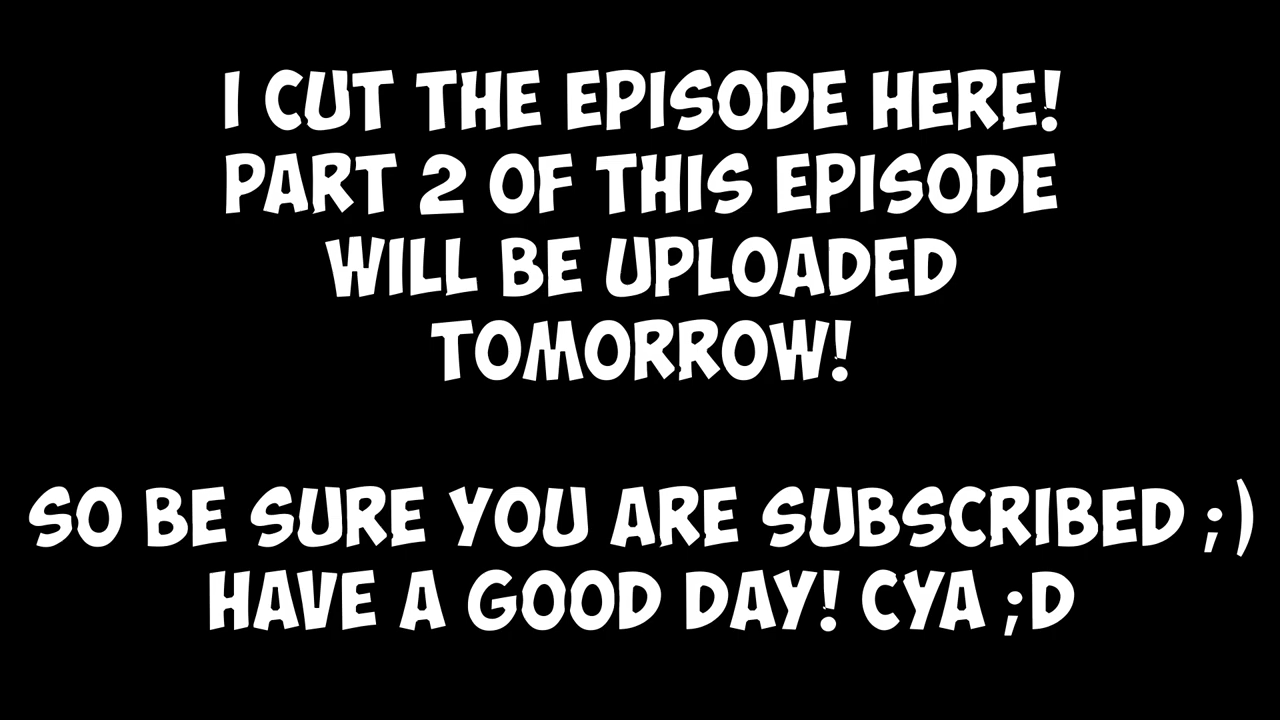 I CUT THE EPISODE HERE!
PART 2 OF THIS EPISODE
WILL BE UPLOADED
TOMORROW!
SO BE SURE YOU ARE SUBSCRIBED ;)
HAVE A GOOD DAY! CYA ;D